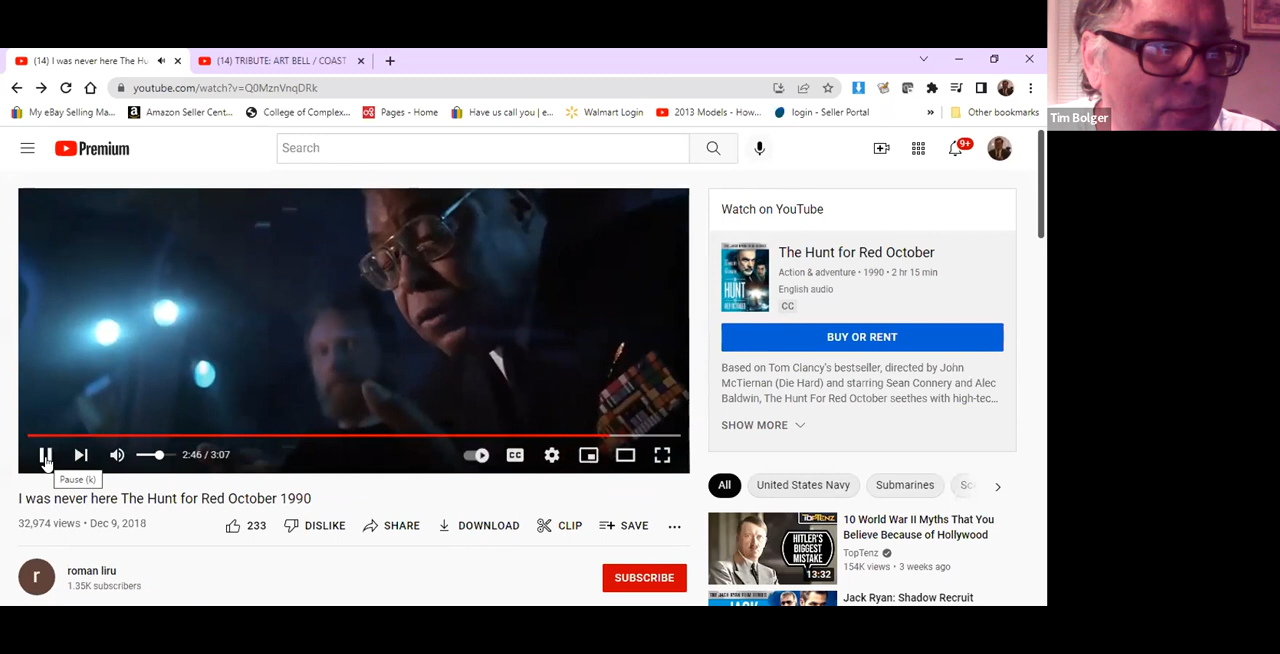 (14) I was never here The Hu
(14) TRIBUTE: ART BELL / COAST
youtube.com/watch?v=Q0MznVnqDRk
My eBay Selling Ma...
Amazon Seller Cent...
College of Complex...
Pages - Home
Have us call you | e...
Walmart Login
2013 Models - How...
login - Seller Portal
»
Other bookmarks
Tim Bolger
Premium
Search
9+
Watch on YouTube
The Hunt for Red October
Action & adventure • 1990 • 2 hr 15 min
English audio
CC
BUY OR RENT
Based on Tom Clancy's bestseller, directed by John
McTiernan (Die Hard) and starring Sean Connery and Alec
Baldwin, The Hunt For Red October seethes with high-tec...
SHOW MORE
2:46 / 3:07
CC
Pause (k)
I was never here The Hunt for Red October 1990
32,974 views • Dec 9, 2018
233
DISLIKE
SHARE
DOWNLOAD
CLIP
SAVE
r
roman liru
1.35K subscribers
SUBSCRIBE
All
United States Navy
Submarines
TOPTENZ
HITLER'S
BIGGEST
MISTAKE
13:32
10 World War II Myths That You
Believe Because of Hollywood
TopTenz
154K views • 3 weeks ago
Jack Ryan: Shadow Recruit